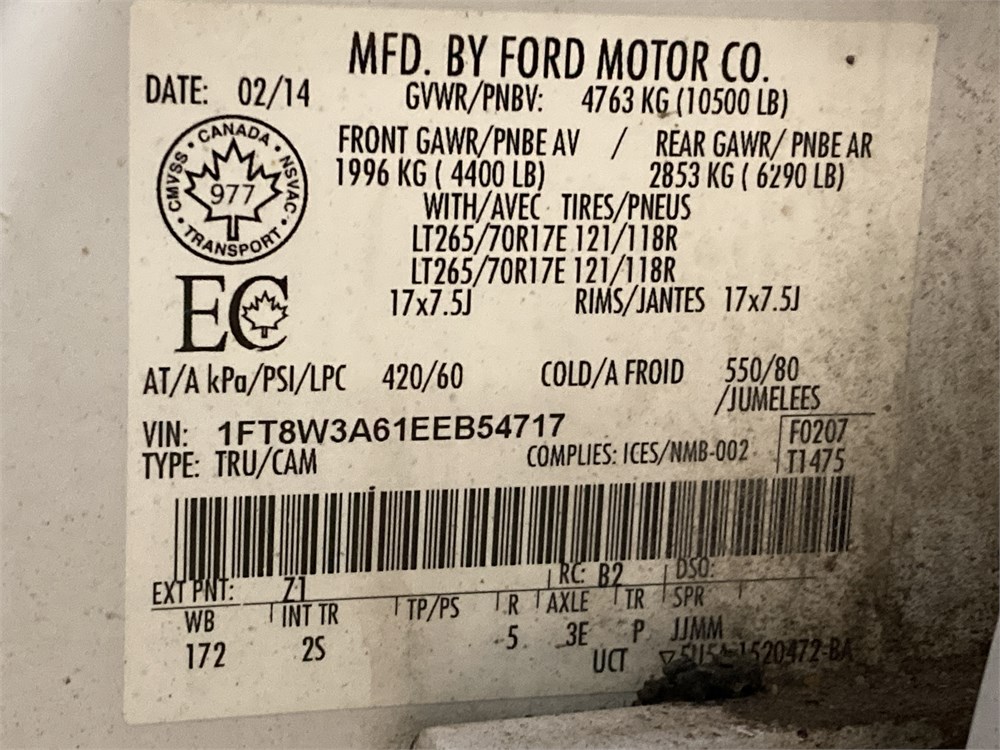 MFD. BY FORD MOTOR CO.
DATE: 02/14
GVWR/PNBV: 4763 KG (10500 LB)
FRONT GAWR/PNBE AV / REAR GAWR/ PNBE AR
1996 KG ( 4400 LB) 2853 KG ( 6290 LB)
WITH/AVEC TIRES/PNEUS
LT265/70R17E 121/118R
LT265/70R17E 121/118R
17x7.5J RIMS/JANTES 17x7.5J
CANADA
CMVSS 977 NSVAC
TRANSPORT
EC
AT/A kPa/PSI/LPC 420/60 COLD/A FROID 550/80
/JUMELEES
VIN: 1FT8W3A61EEB54717
F0207
TYPE: TRU/CAM COMPLIES: ICES/NMB-002 T1475
EXT PNT: Z1 RC: B2 DSO:
WB INT TR TP/PS R AXLE TR SPR
172 2S 5 3E P JJMM
UCT